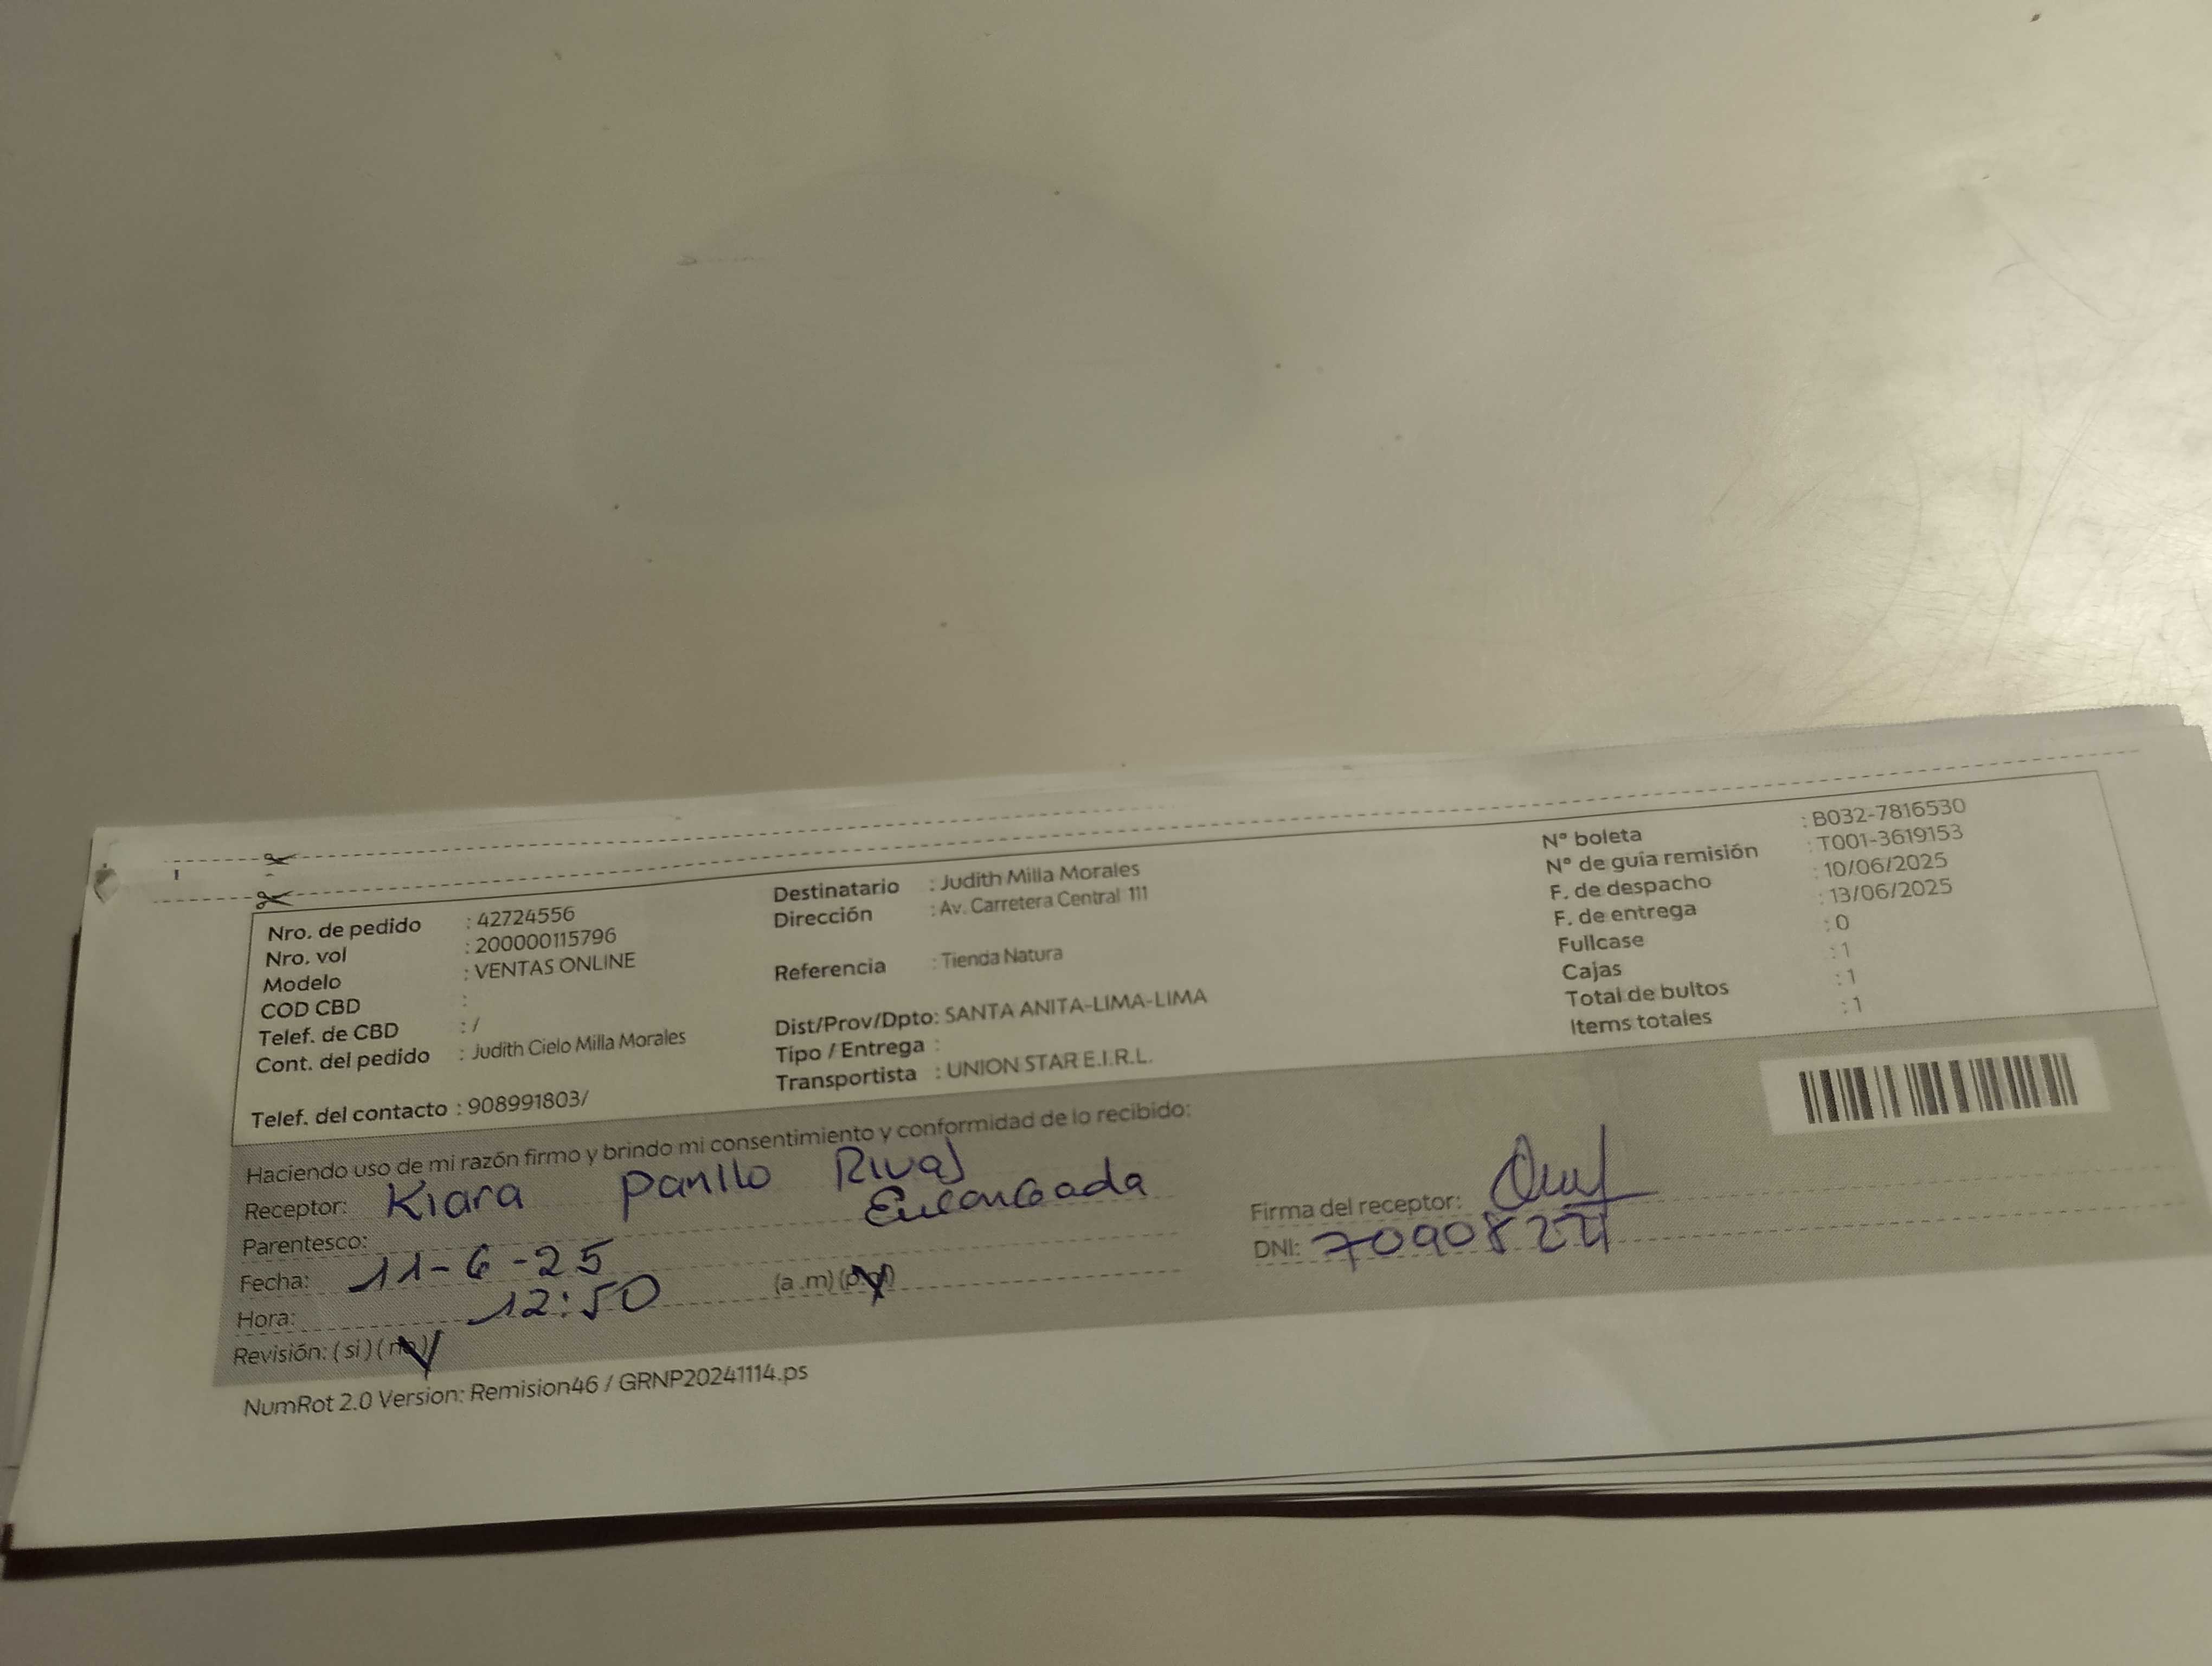 Nro. de pedido : 42724556
Nro. vol : 200000115796
Modelo : VENTAS ONLINE
COD CBD :
Telef. de CBD : /
Cont. del pedido : Judith Cielo Milla Morales
Telef. del contacto : 908991803/
Destinatario : Judith Milla Morales
Dirección : Av. Carretera Central 111
Referencia : Tienda Natura
Dist/Prov/Dpto: SANTA ANITA-LIMA-LIMA
Tipo / Entrega :
Transportista : UNION STAR E.I.R.L.
N° boleta : B032-7816530
N° de guía remisión : T001-3619153
F. de despacho : 10/06/2025
F. de entrega : 13/06/2025
Fullcase : 0
Cajas : 1
Total de bultos : 1
Items totales : 1
Haciendo uso de mi razón firmo y brindo mi consentimiento y conformidad de lo recibido:
Receptor: Kiara Rivas
Parentesco:
Fecha: 11-6-25
Hora: 12:50 (a.m) (p.m)
Revisión: ( si ) ( no )
Firma del receptor:
DNI:
NumRot 2.0 Version: Remision46 / GRNP20241114.ps